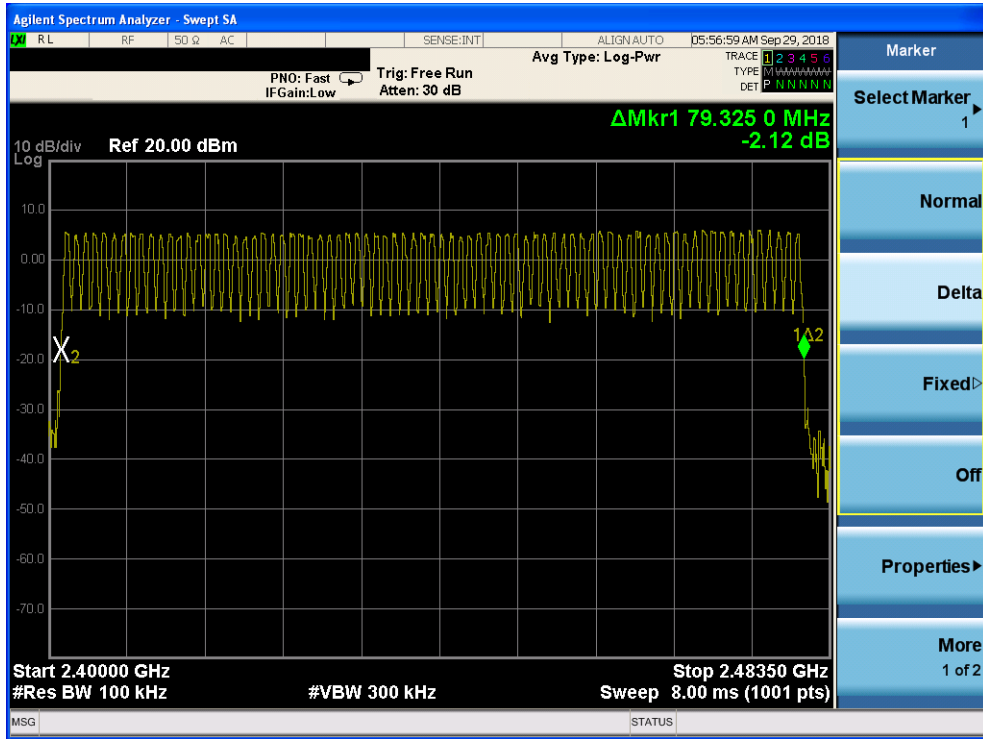 Agilent Spectrum Analyzer - Swept SA
LXI RL RF 50 Ω AC SENSE:INT ALIGN AUTO 05:56:59 AM Sep 29, 2018
PNO: Fast IFGain:Low
Trig: Free Run
Atten: 30 dB
Avg Type: Log-Pwr
TRACE 1 2 3 4 5 6
TYPE M WWWWW
DET P N N N N N
ΔMkr1 79.325 0 MHz
-2.12 dB
10 dB/div Ref 20.00 dBm
Log
10.0
0.00
-10.0
-20.0
-30.0
-40.0
-50.0
-60.0
-70.0
2
1Δ2
Start 2.40000 GHz Stop 2.48350 GHz
#Res BW 100 kHz #VBW 300 kHz Sweep 8.00 ms (1001 pts)
MSG STATUS
Marker
Select Marker
1
Normal
Delta
Fixed
Off
Properties
More
1 of 2